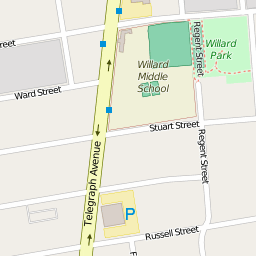 Street
Regent Street
Willard
Park
Willard
Middle
School
Ward Street
Stuart Street
Regent Street
Telegraph Avenue
P
Russell Street